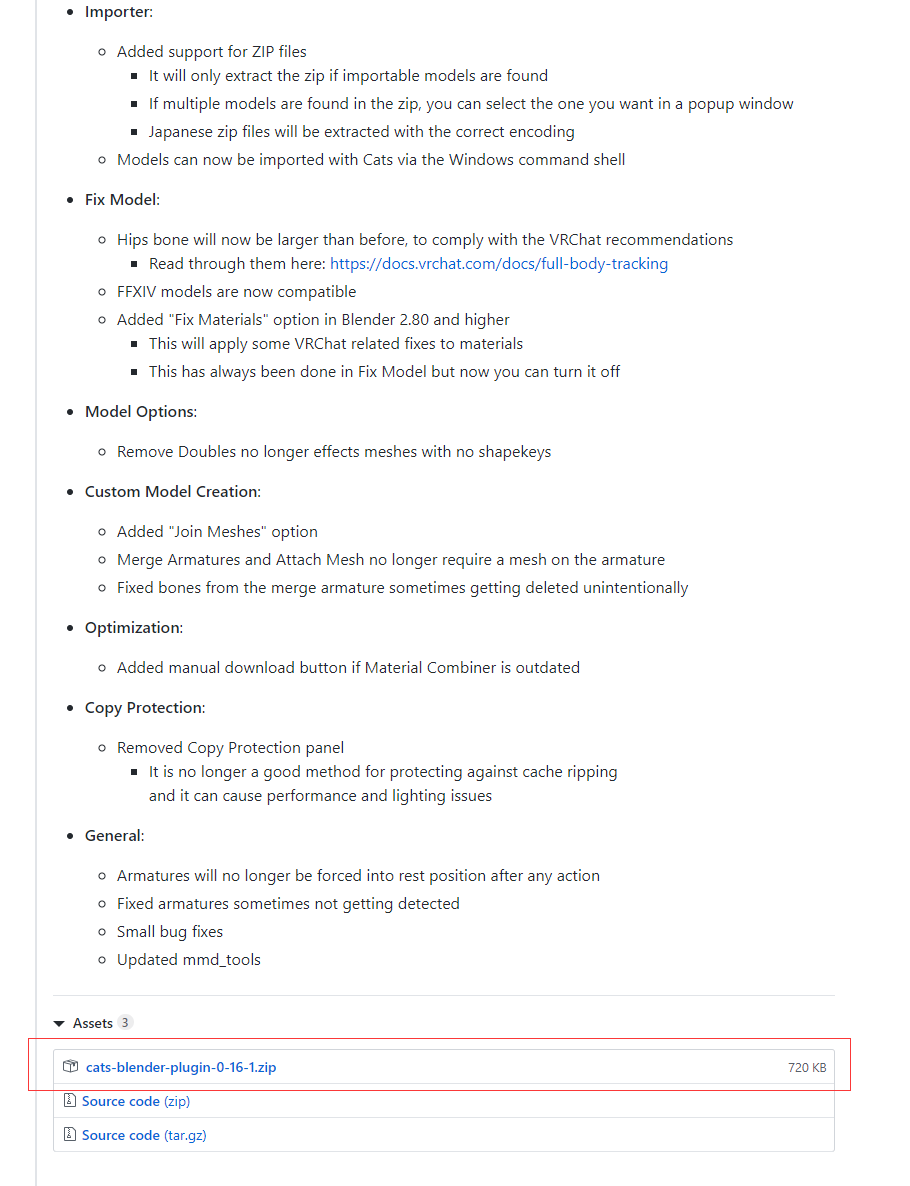 Importer:
Added support for ZIP files
It will only extract the zip if importable models are found
If multiple models are found in the zip, you can select the one you want in a popup window
Japanese zip files will be extracted with the correct encoding
Models can now be imported with Cats via the Windows command shell
Fix Model:
Hips bone will now be larger than before, to comply with the VRChat recommendations
Read through them here: https://docs.vrchat.com/docs/full-body-tracking
FFXIV models are now compatible
Added "Fix Materials" option in Blender 2.80 and higher
This will apply some VRChat related fixes to materials
This has always been done in Fix Model but now you can turn it off
Model Options:
Remove Doubles no longer effects meshes with no shapekeys
Custom Model Creation:
Added "Join Meshes" option
Merge Armatures and Attach Mesh no longer require a mesh on the armature
Fixed bones from the merge armature sometimes getting deleted unintentionally
Optimization:
Added manual download button if Material Combiner is outdated
Copy Protection:
Removed Copy Protection panel
It is no longer a good method for protecting against cache ripping
and it can cause performance and lighting issues
General:
Armatures will no longer be forced into rest position after any action
Fixed armatures sometimes not getting detected
Small bug fixes
Updated mmd_tools
Assets 3
cats-blender-plugin-0-16-1.zip 720 KB
Source code (zip)
Source code (tar.gz)